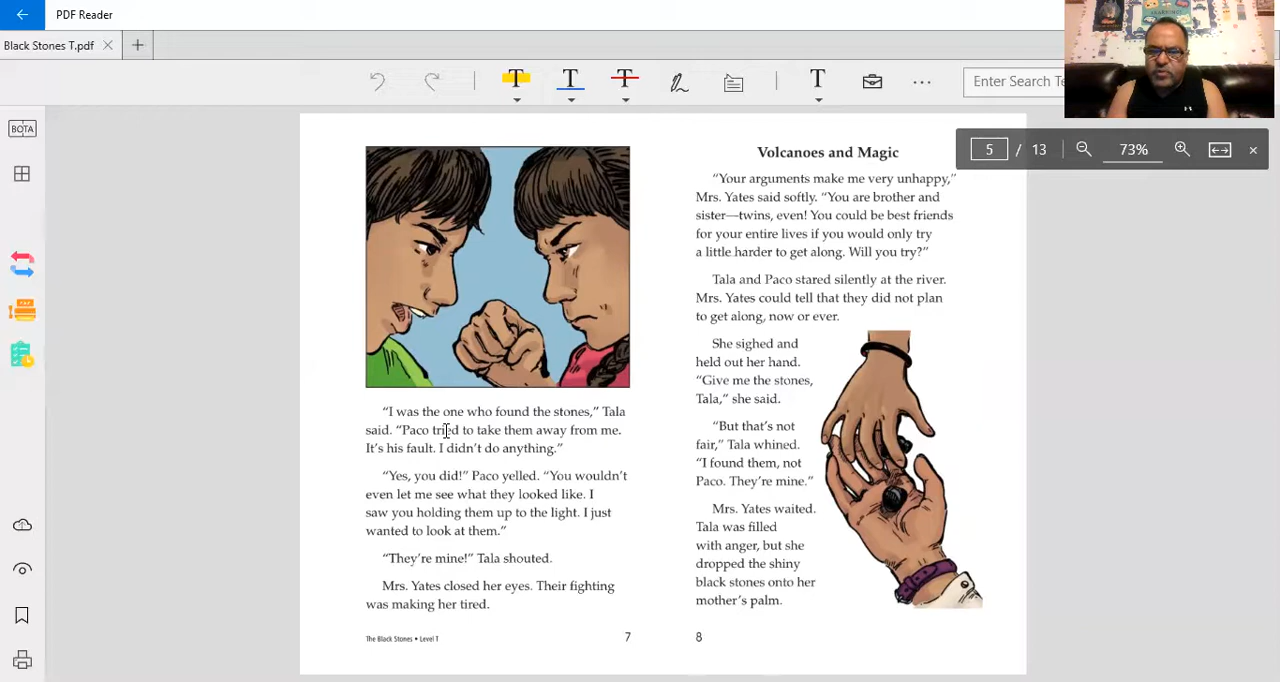 PDF Reader
Black Stones T.pdf
T T T T Enter Search Te
BOTA
5 / 13 73%
“I was the one who found the stones,” Tala
said. “Paco tried to take them away from me.
It’s his fault. I didn’t do anything.”
“Yes, you did!” Paco yelled. “You wouldn’t
even let me see what they looked like. I
saw you holding them up to the light. I just
wanted to look at them.”
“They’re mine!” Tala shouted.
Mrs. Yates closed her eyes. Their fighting
was making her tired.
The Black Stones • Level T 7
Volcanoes and Magic
“Your arguments make me very unhappy,”
Mrs. Yates said softly. “You are brother and
sister—twins, even! You could be best friends
for your entire lives if you would only try
a little harder to get along. Will you try?”
Tala and Paco stared silently at the river.
Mrs. Yates could tell that they did not plan
to get along, now or ever.
She sighed and
held out her hand.
“Give me the stones,
Tala,” she said.
“But that’s not
fair,” Tala whined.
“I found them, not
Paco. They’re mine.”
Mrs. Yates waited.
Tala was filled
with anger, but she
dropped the shiny
black stones onto her
mother’s palm.
8